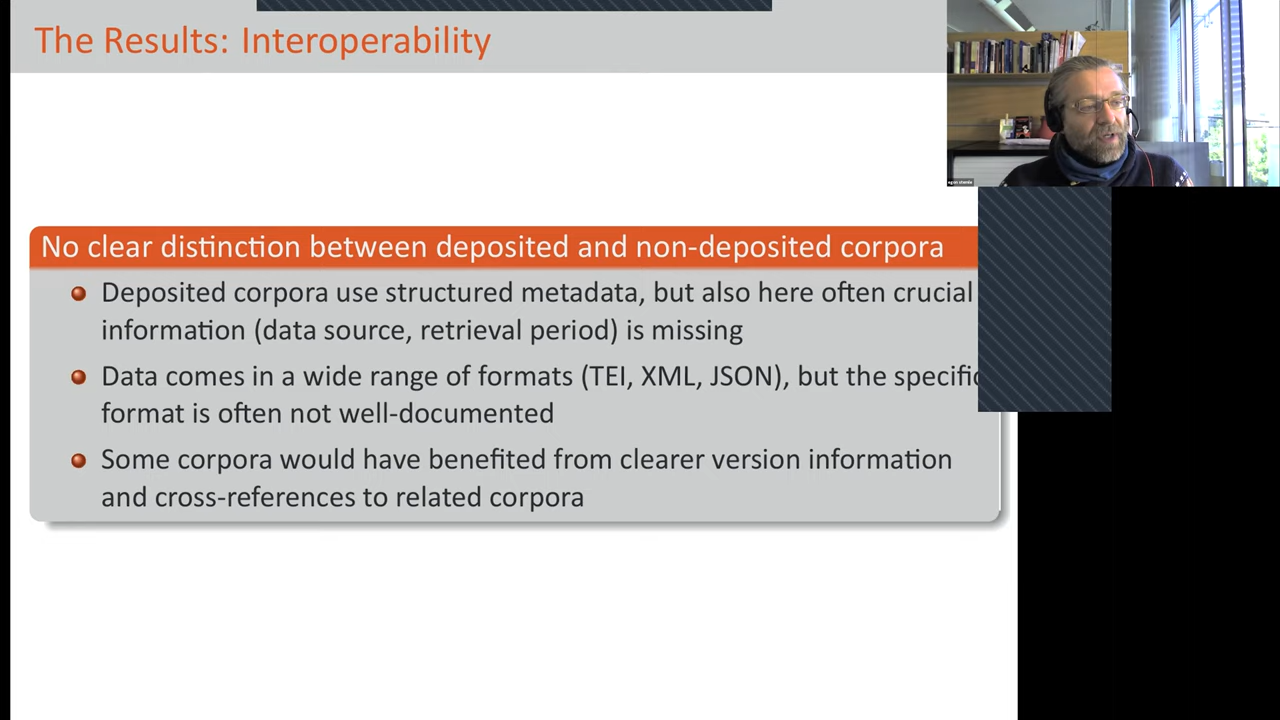 The Results: Interoperability
No clear distinction between deposited and non-deposited corpora
Deposited corpora use structured metadata, but also here often crucial
information (data source, retrieval period) is missing
Data comes in a wide range of formats (TEI, XML, JSON), but the specific
format is often not well-documented
Some corpora would have benefited from clearer version information
and cross-references to related corpora